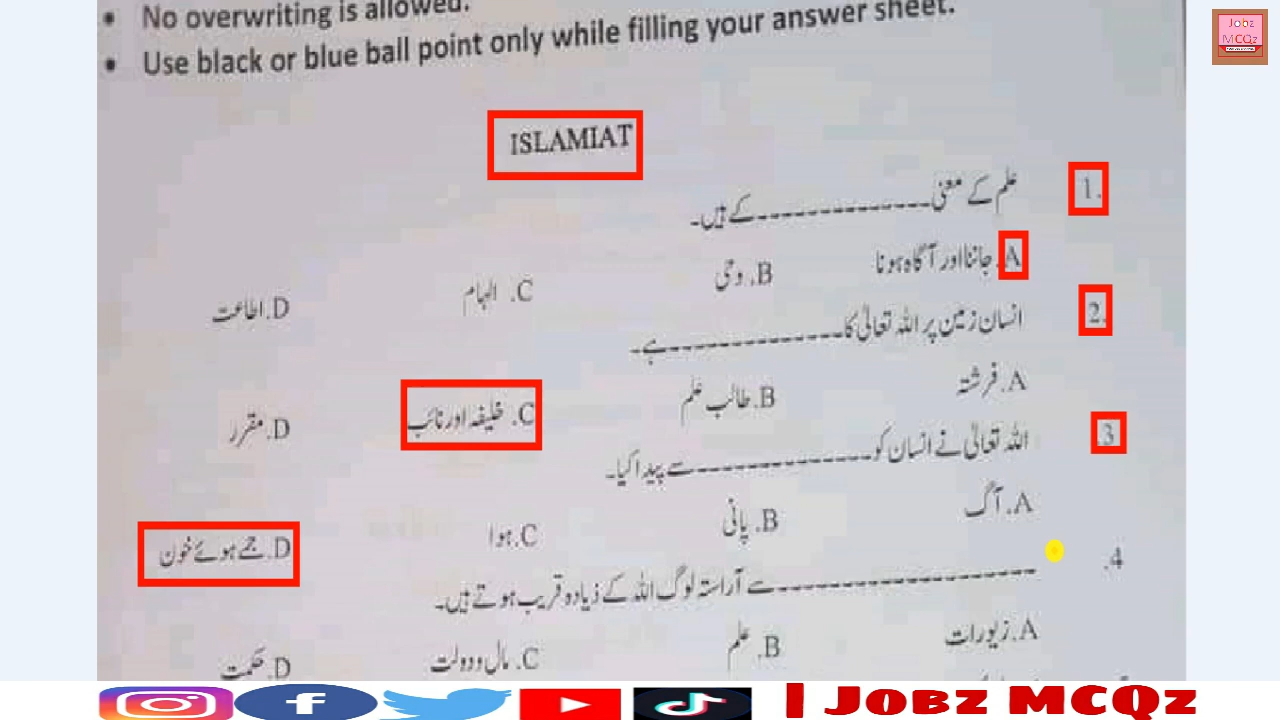 No overwriting is allowed.
Use black or blue ball point only while filling your answer sheet.
Jobz
MCQz
ISLAMIAT
1. علم کے معنی ---------------کے ہیں۔
A. جاننا اور آگاہ ہونا B. وحی C. الہام D. اطاعت
2. انسان زمین پر اللہ تعالیٰ کا---------------ہے۔
A. فرشتہ B. طالب علم C. خلیفہ اور نائب D. مقرر
3. اللہ تعالیٰ نے انسان کو---------------سے پیدا کیا۔
A. آگ B. پانی C. ہوا D. جمے ہوئے خون
4. ---------------------سے آراستہ لوگ اللہ کے زیادہ قریب ہوتے ہیں۔
A. زیورات B. علم C. مال و دولت D. حکمت
| Jobz MCQz